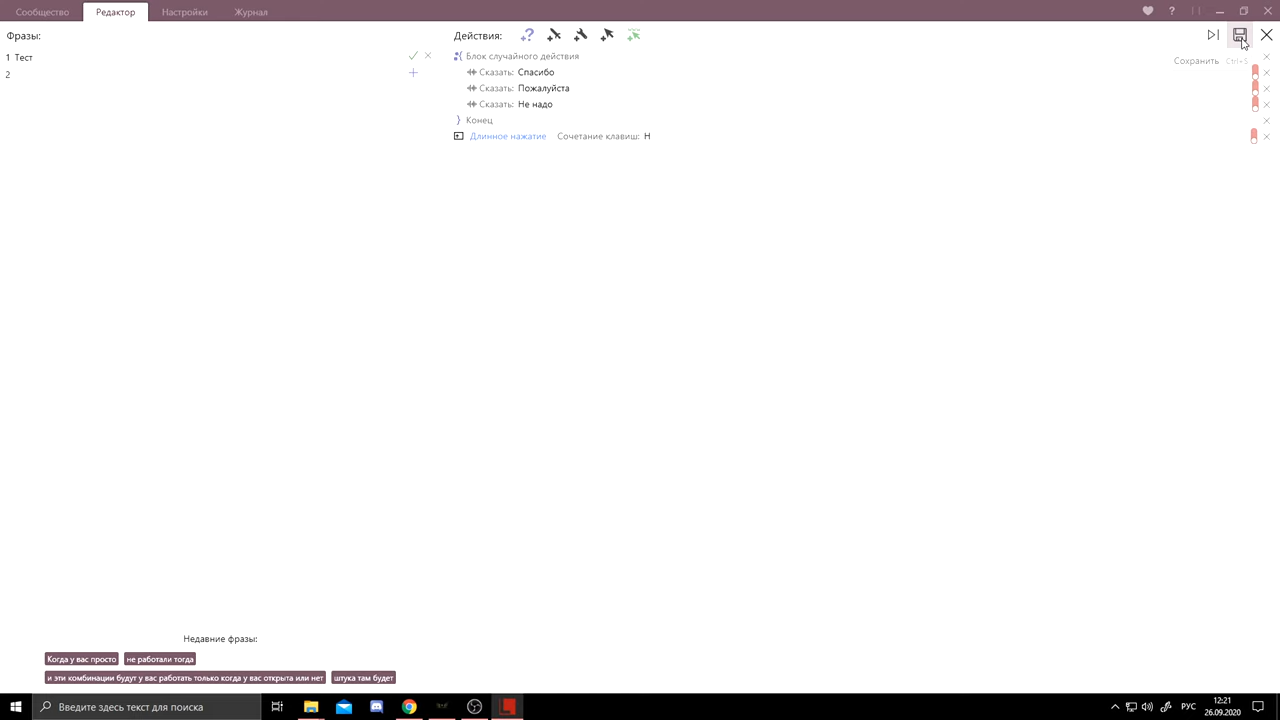 Сообщество Редактор Настройки Журнал
Фразы:
1 Тест
2
Действия:
Сохранить Ctrl+S
Блок случайного действия
Сказать: Спасибо
Сказать: Пожалуйста
Сказать: Не надо
} Конец
Длинное нажатие Сочетание клавиш: Н
Недавние фразы:
Когда у вас просто не работали тогда
и эти комбинации будут у вас работать только когда у вас открыта или нет штука там будет
Введите здесь текст для поиска
РУС
12:21
26.09.2020